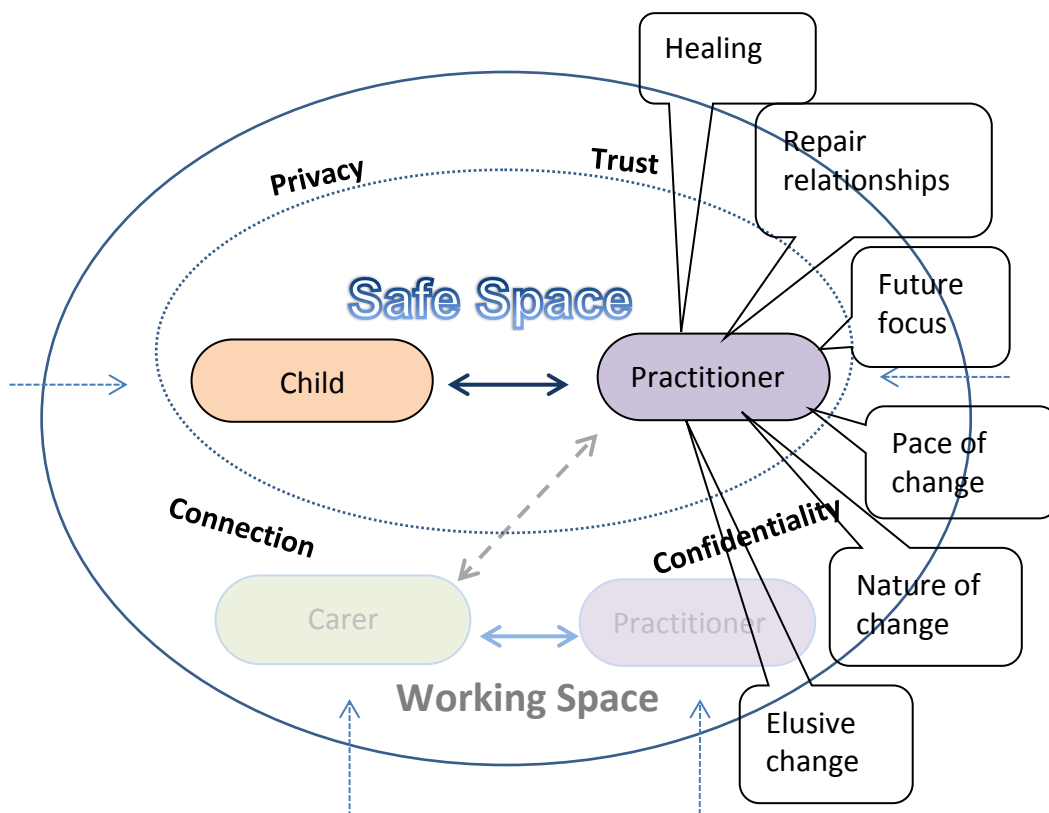 Healing
Repair
relationships
Privacy
Trust
Safe Space
Future
focus
Child
Practitioner
Pace of
change
Connection
Confidentiality
Nature of
change
Carer
Practitioner
Working Space
Elusive
change